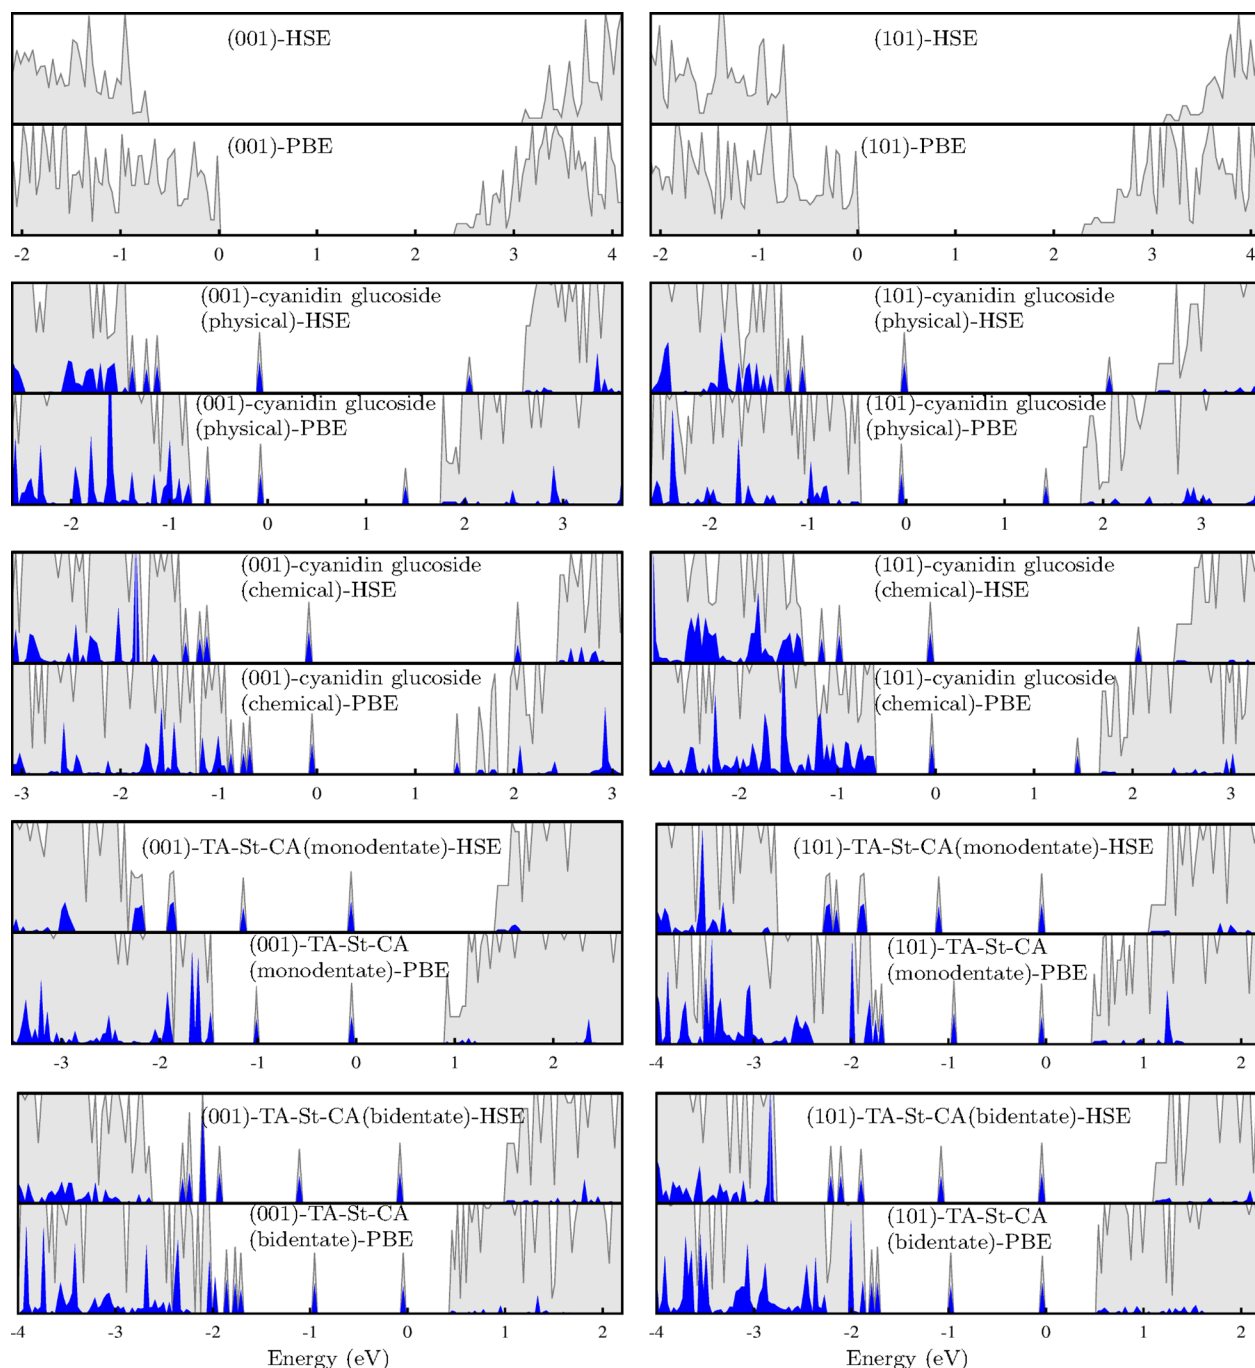 (001)-HSE
(101)-HSE
(001)-PBE
(101)-PBE
-2 -1 0 1 2 3 4
-2 -1 0 1 2 3 4
(001)-cyanidin glucoside
(physical)-HSE
(101)-cyanidin glucoside
(physical)-HSE
(001)-cyanidin glucoside
(physical)-PBE
(101)-cyanidin glucoside
(physical)-PBE
-2 -1 0 1 2 3
-2 -1 0 1 2 3
(001)-cyanidin glucoside
(chemical)-HSE
(101)-cyanidin glucoside
(chemical)-HSE
(001)-cyanidin glucoside
(chemical)-PBE
(101)-cyanidin glucoside
(chemical)-PBE
-3 -2 -1 0 1 2 3
-2 -1 0 1 2 3
(001)-TA-St-CA(monodentate)-HSE
(101)-TA-St-CA(monodentate)-HSE
(001)-TA-St-CA
(monodentate)-PBE
(101)-TA-St-CA
(monodentate)-PBE
-3 -2 -1 0 1 2
-4 -3 -2 -1 0 1 2
(001)-TA-St-CA(bidentate)-HSE
(101)-TA-St-CA(bidentate)-HSE
(001)-TA-St-CA
(bidentate)-PBE
(101)-TA-St-CA
(bidentate)-PBE
-4 -3 -2 -1 0 1 2
-4 -3 -2 -1 0 1 2
Energy (eV)
Energy (eV)